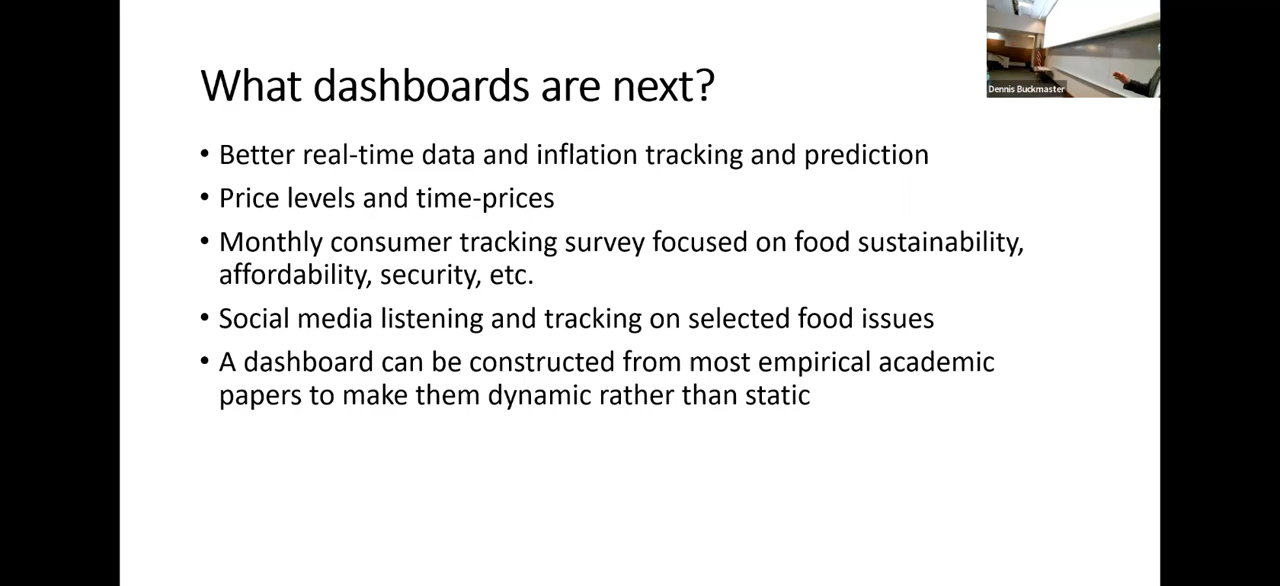 What dashboards are next?
Dennis Buckmaster
• Better real-time data and inflation tracking and prediction
• Price levels and time-prices
• Monthly consumer tracking survey focused on food sustainability,
affordability, security, etc.
• Social media listening and tracking on selected food issues
• A dashboard can be constructed from most empirical academic
papers to make them dynamic rather than static